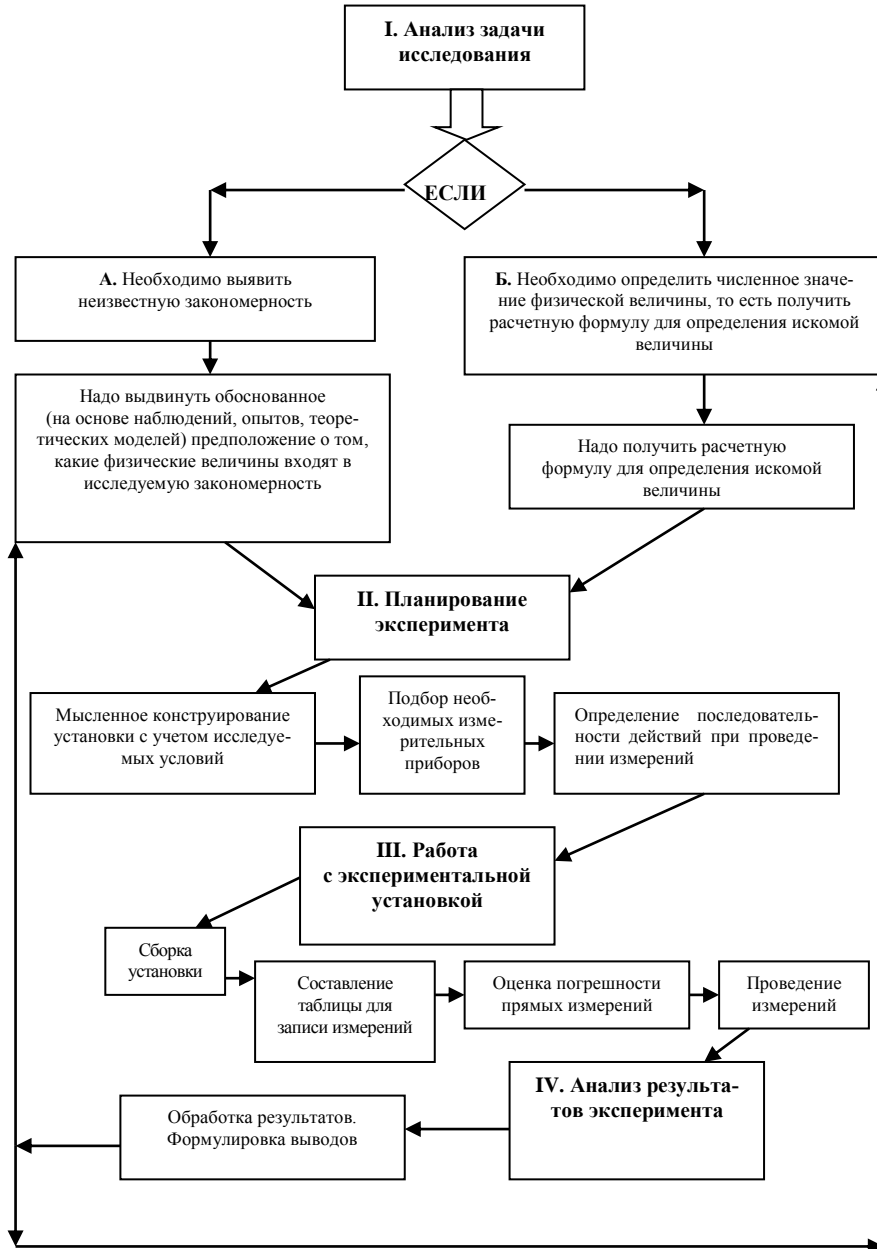 I. Анализ задачи
исследования
ЕСЛИ
А. Необходимо выявить
неизвестную закономерность
Б. Необходимо определить численное значе-
ние физической величины, то есть получить
расчетную формулу для определения искомой
величины
Надо выдвинуть обоснованное
(на основе наблюдений, опытов, теоре-
тических моделей) предположение о том,
какие физические величины входят в
исследуемую закономерность
Надо получить расчетную
формулу для определения искомой
величины
II. Планирование
эксперимента
Мысленное конструирование
установки с учетом исследуе-
мых условий
Подбор необ-
ходимых изме-
рительных
приборов
Определение последователь-
ности действий при проведе-
нии измерений
III. Работа
с экспериментальной
установкой
Сборка
установки
Составление
таблицы для
записи измерений
Оценка погрешности
прямых измерений
Проведение
измерений
IV. Анализ результа-
тов эксперимента
Обработка результатов.
Формулировка выводов